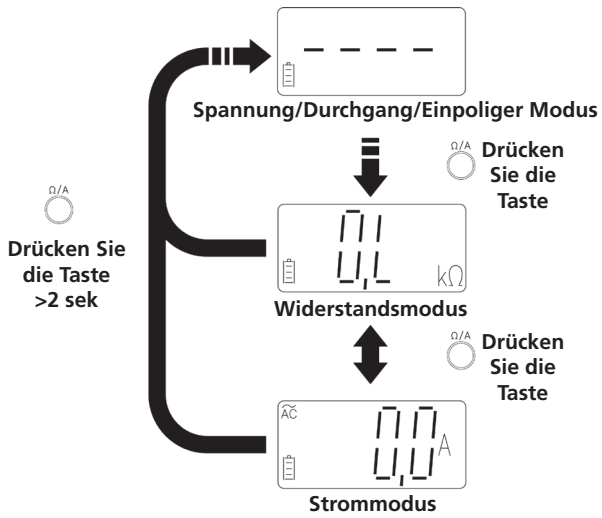 – – – –
Spannung/Durchgang/Einpoliger Modus
Ω/A
Drücken
Sie die
Taste
Ω/A
Drücken Sie
die Taste
>2 sek
0,L kΩ
Widerstandsmodus
Ω/A
Drücken
Sie die
Taste
AC
0,0 A
Strommodus